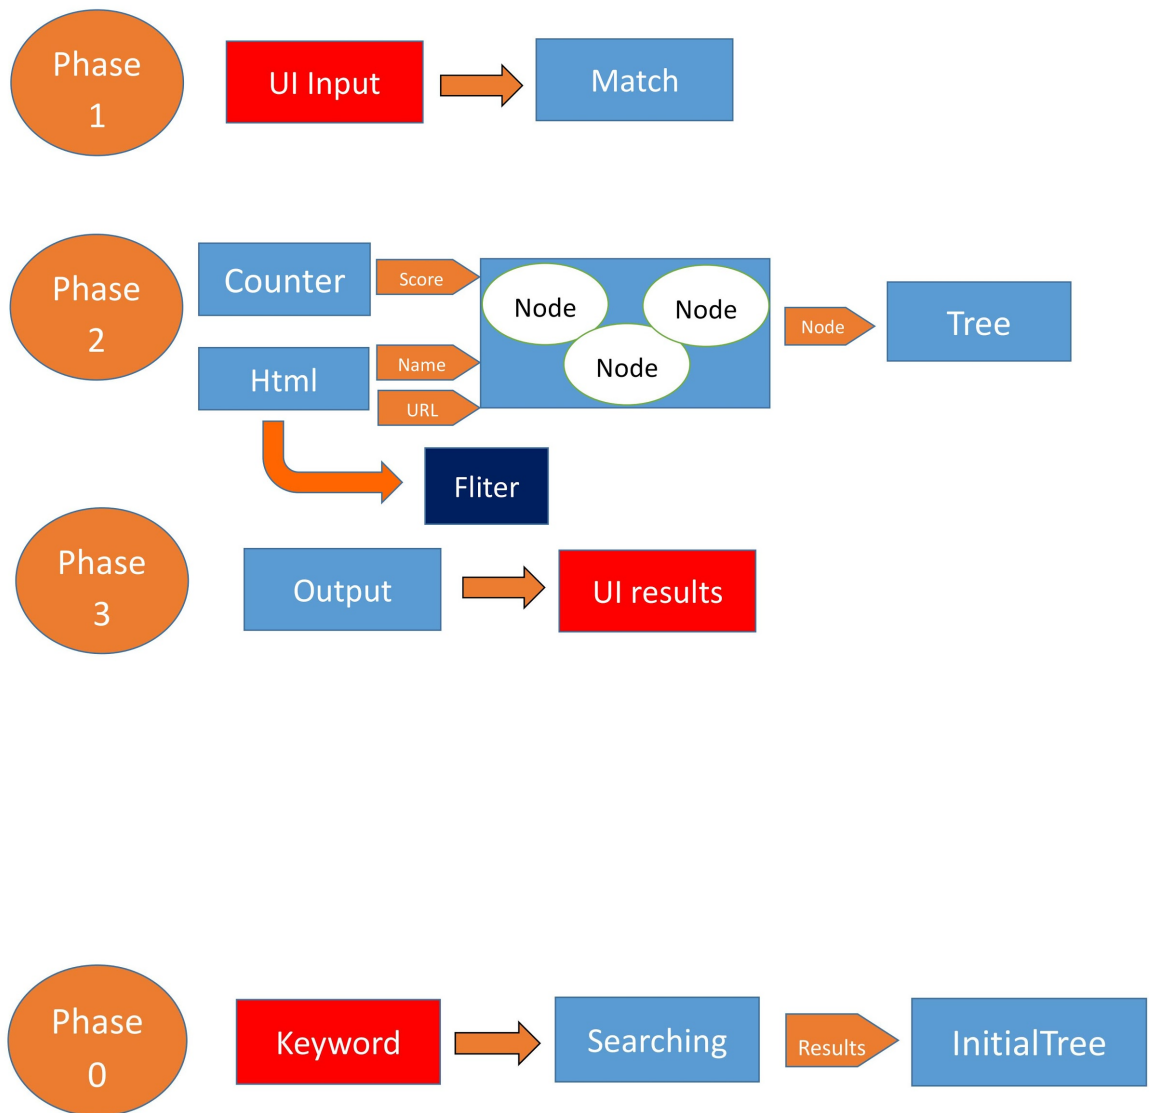 Phase
1
UI Input
Match
Phase
2
Counter
Score
Html
Name
URL
Node
Node
Node
Node
Tree
Fliter
Phase
3
Output
UI results
Phase
0
Keyword
Searching
Results
InitialTree